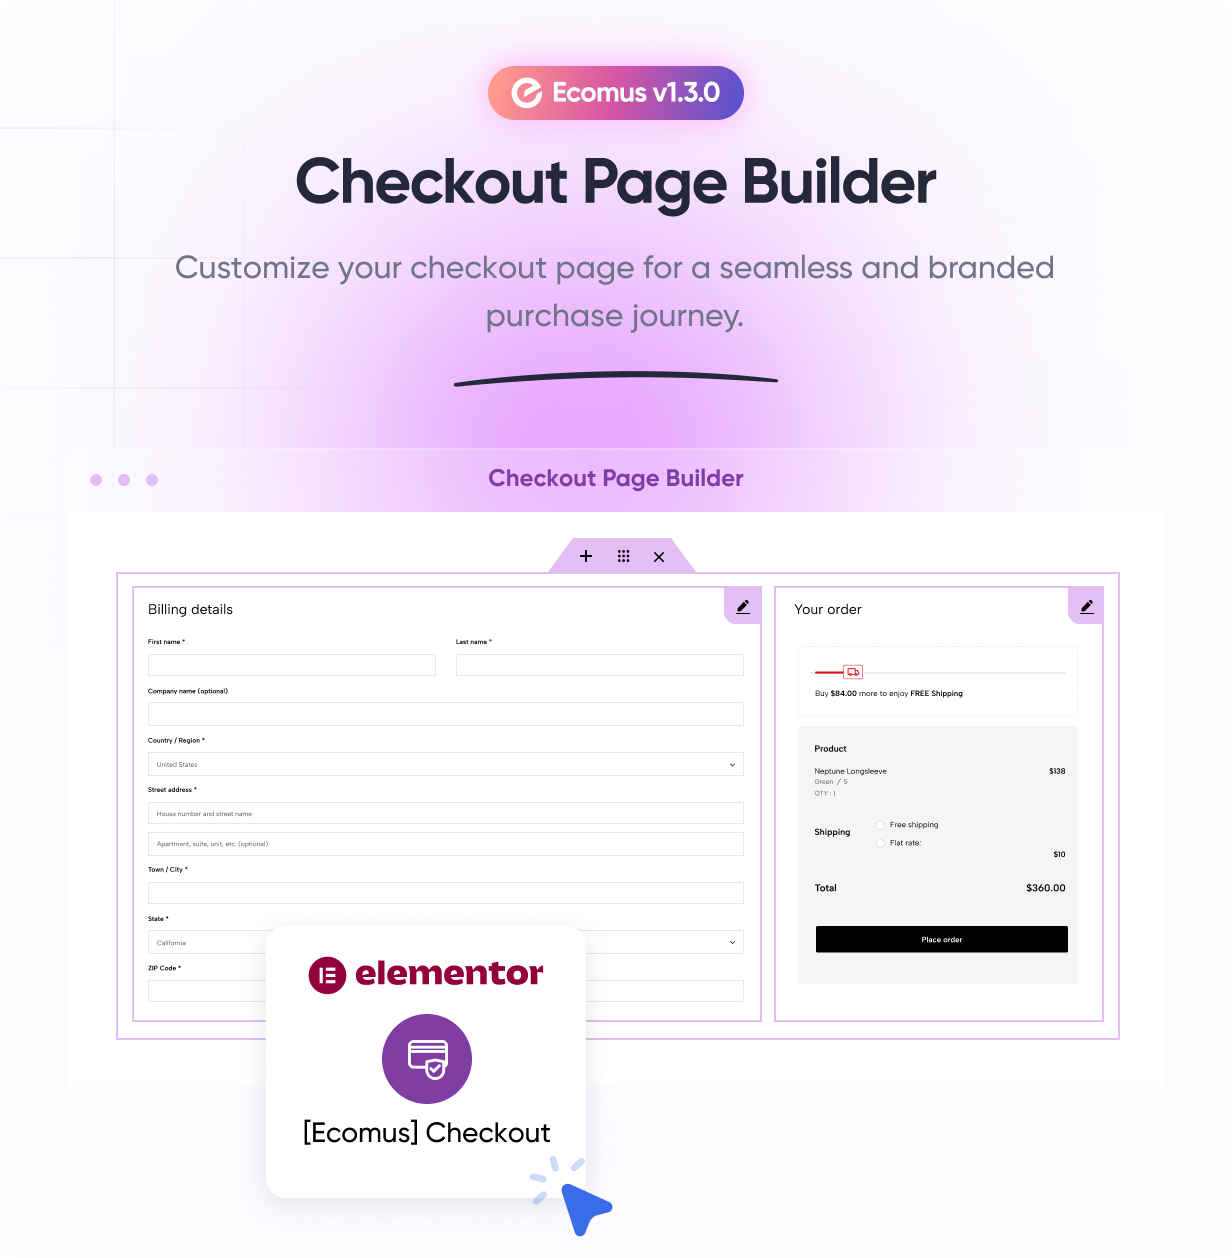 Ecomus v1.3.0
Checkout Page Builder
Customize your checkout page for a seamless and branded
purchase journey.
Checkout Page Builder
Billing details
First name *
Last name *
Company name (optional)
Country / Region *
United States
Street address *
House number and street name
Apartment, suite, unit, etc. (optional)
Town / City *
State *
California
ZIP Code *
Your order
Buy $84.00 more to enjoy FREE Shipping
Product
Neptune Longsleeve $138
Green / S
QTY : 1
Shipping
Free shipping
Flat rate:
$10
Total $360.00
Place order
elementor
[Ecomus] Checkout